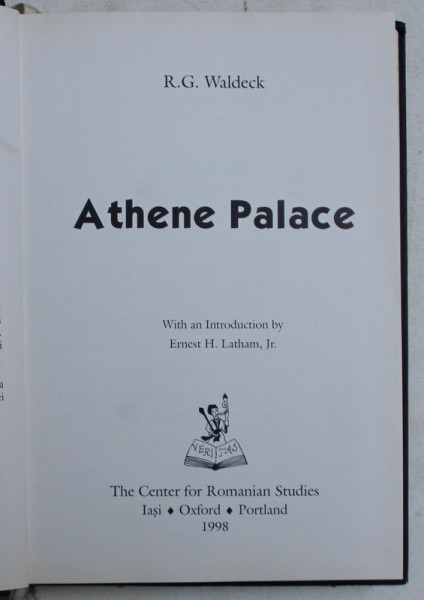 R.G. Waldeck
Athene Palace
With an Introduction by
Ernest H. Latham, Jr.
VERITAS
The Center for Romanian Studies
Iași ♦ Oxford ♦ Portland
1998